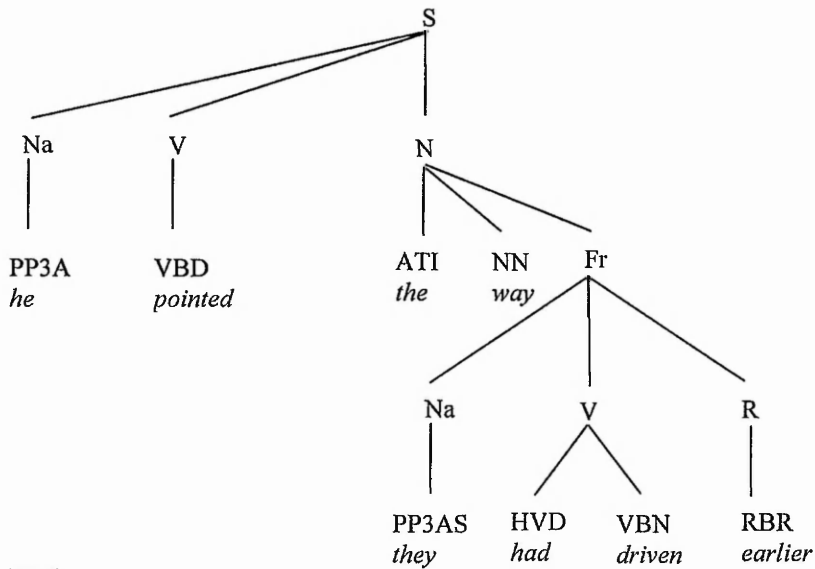 S
Na V N
PP3A VBD ATI NN Fr
he pointed the way
Na V R
PP3AS HVD VBN RBR
they had driven earlier